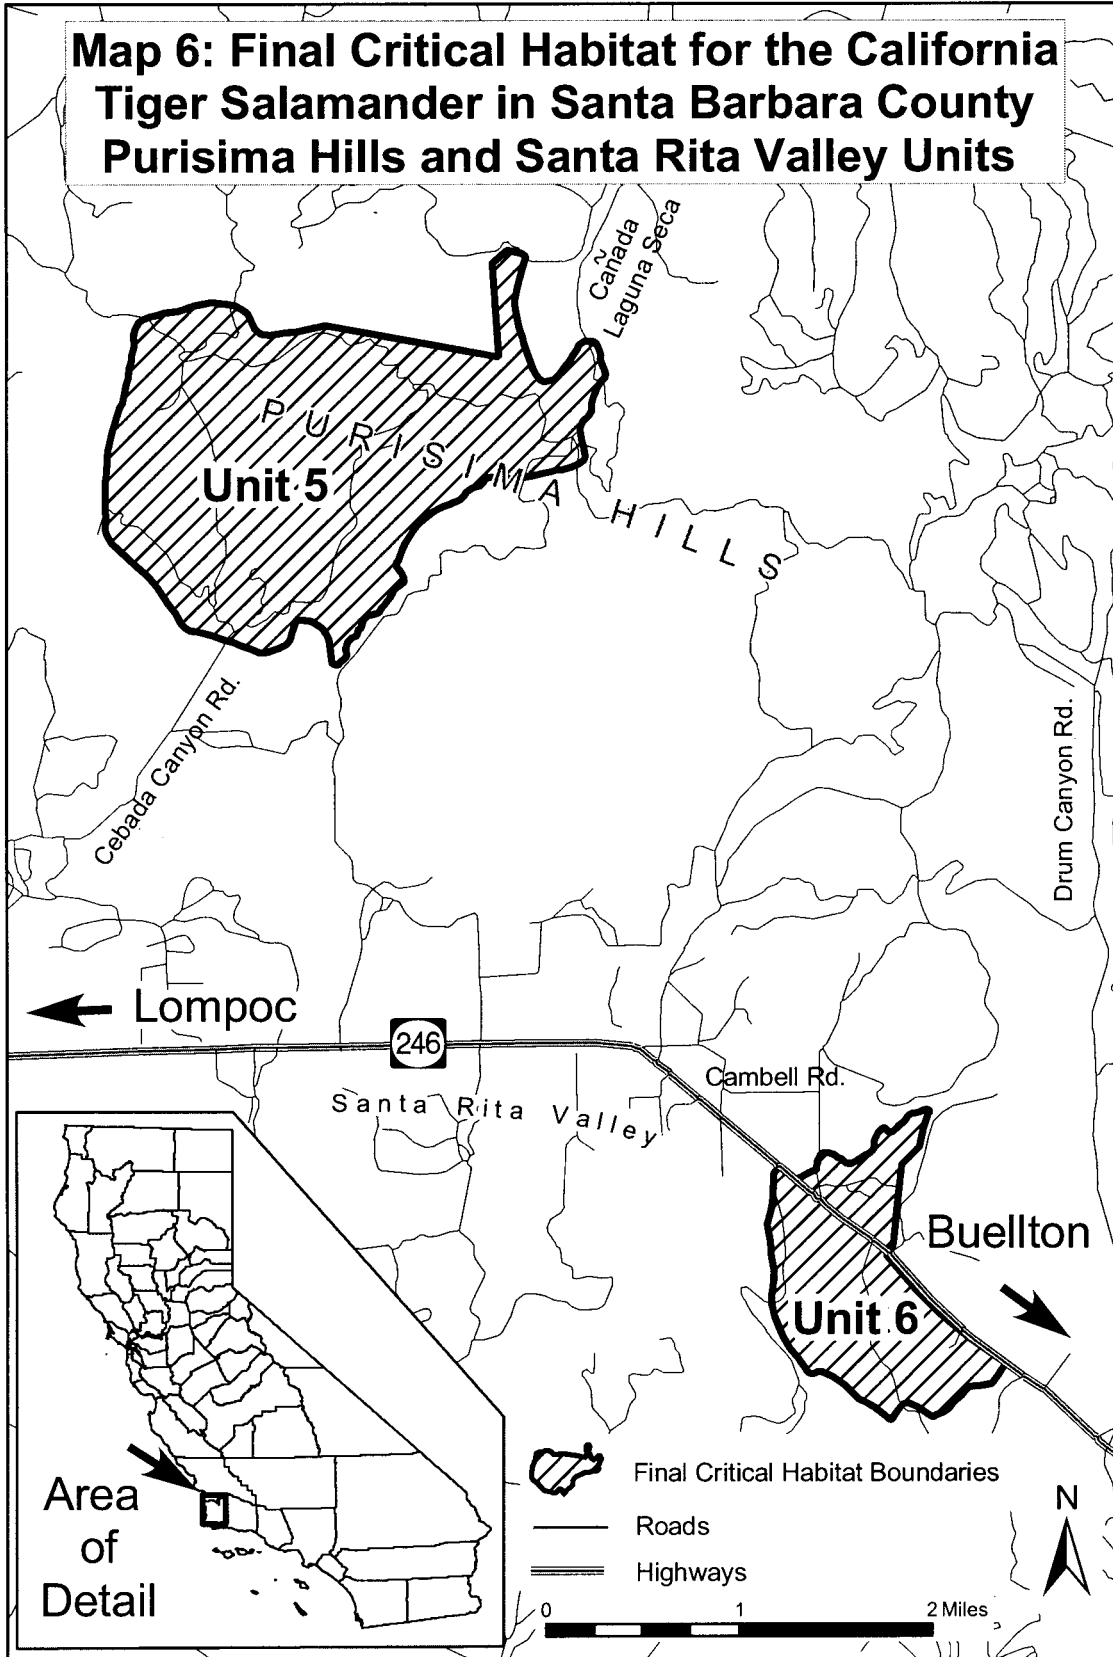 Map 6: Final Critical Habitat for the California
Tiger Salamander in Santa Barbara County
Purisima Hills and Santa Rita Valley Units
Cañada
Laguna Seca
PURISIMA HILLS
Unit 5
Cebada Canyon Rd.
Drum Canyon Rd.
Lompoc
246
Cambell Rd.
Santa Rita Valley
Buellton
Unit 6
Area
of
Detail
Final Critical Habitat Boundaries
Roads
Highways
N
0 1 2 Miles